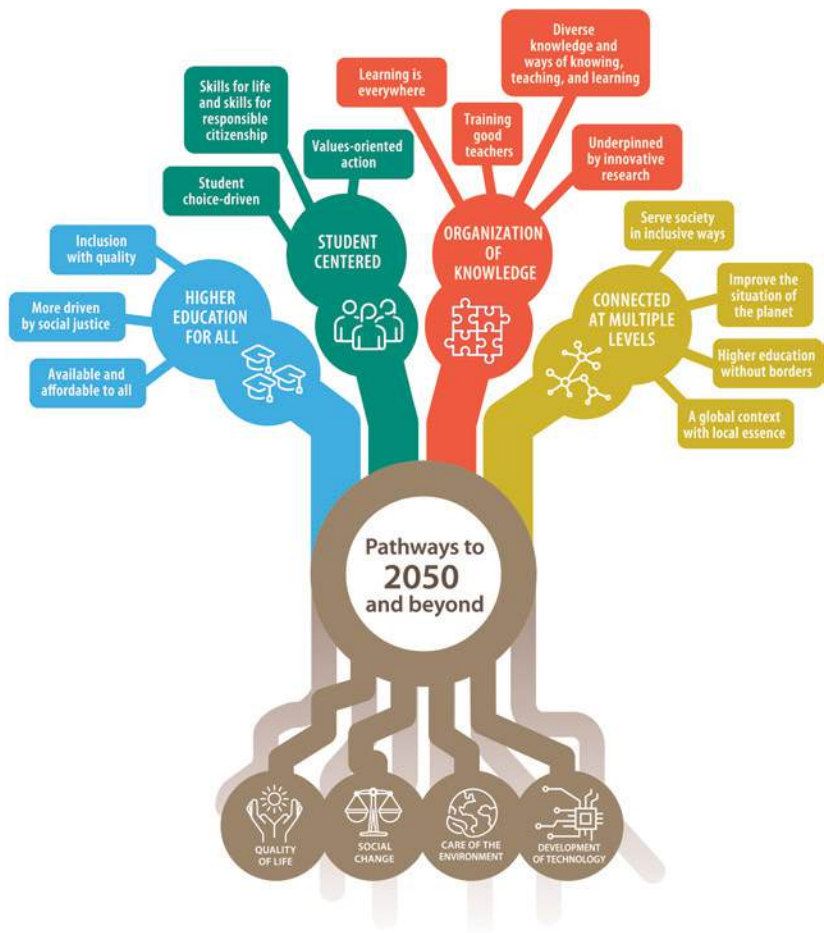 Diverse
knowledge and
ways of knowing,
teaching, and learning
Learning is
everywhere
Skills for life
and skills for
responsible
citizenship
Training
good
teachers
Values-oriented
action
Underpinned
by innovative
research
Student
choice-driven
STUDENT
CENTERED
ORGANIZATION
OF
KNOWLEDGE
Serve society
in inclusive ways
Inclusion
with quality
Improve the
situation of
the planet
HIGHER
EDUCATION
FOR ALL
CONNECTED
AT MULTIPLE
LEVELS
More driven
by social justice
Higher education
without borders
Available and
affordable to all
A global context
with local essence
Pathways to
2050
and beyond
QUALITY
OF LIFE
SOCIAL
CHANGE
CARE OF THE
ENVIRONMENT
DEVELOPMENT
OF TECHNOLOGY